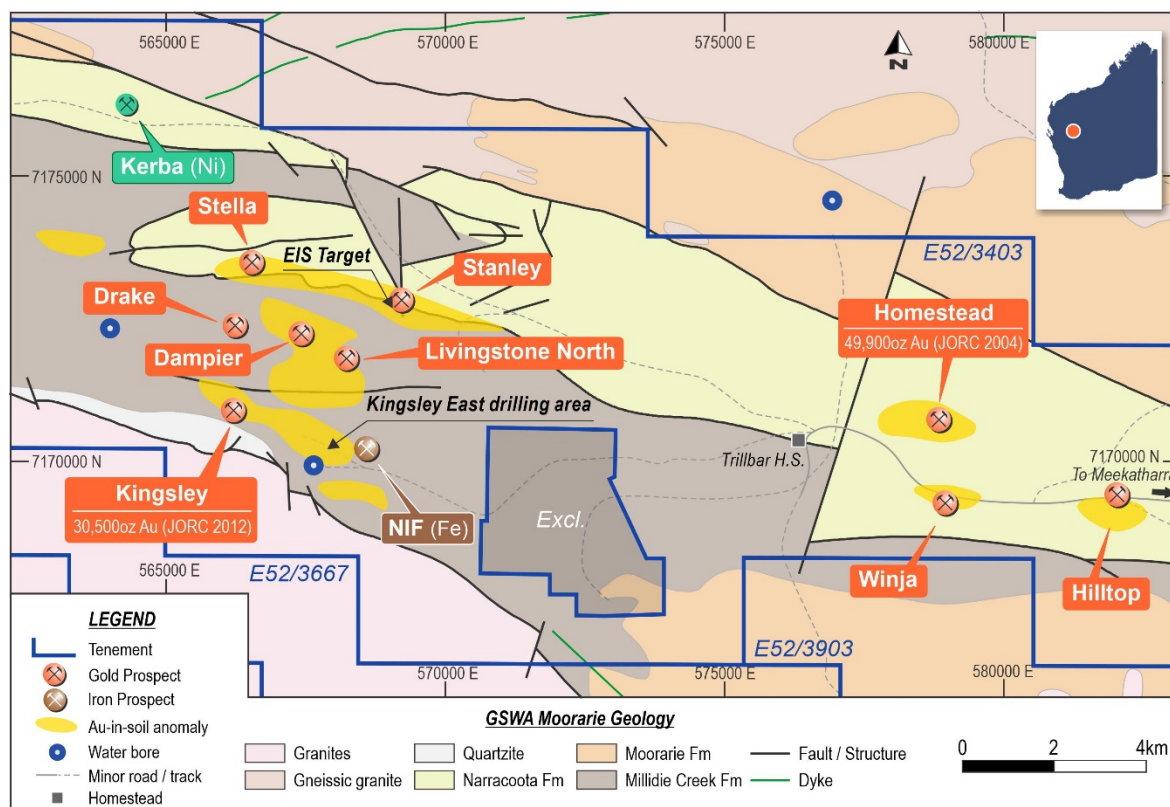 565000 E
570000 E
575000 E
580000 E
N
Kerba (Ni)
7175000 N
7175000 N
Stella
EIS Target
Stanley
E52/3403
Drake
Homestead
49,900oz Au (JORC 2004)
Dampier
Livingstone North
Kingsley East drilling area
Trillbar H.S.
7170000 N
7170000 N
To Meekatharra
Kingsley
30,500oz Au (JORC 2012)
NIF (Fe)
Excl.
Winja
Hilltop
565000 E
E52/3667
E52/3903
570000 E
575000 E
580000 E
LEGEND
Tenement
Gold Prospect
Iron Prospect
Au-in-soil anomaly
Water bore
Minor road / track
Homestead
GSWA Moorarie Geology
Granites
Quartzite
Moorarie Fm
Fault / Structure
Gneissic granite
Narracoota Fm
Millidie Creek Fm
Dyke
0 2 4km